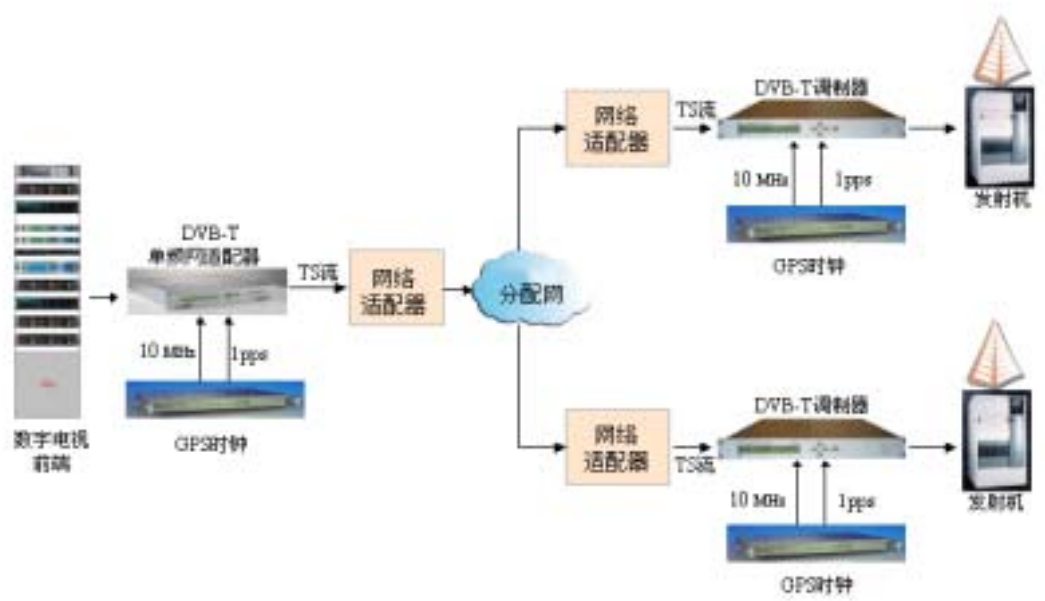 数字电视
前端
DVB-T
单频网适配器
10 MHz
1pps
GPS时钟
TS流
网络
适配器
分配网
网络
适配器
TS流
DVB-T调制器
10 MHz
1pps
GPS时钟
发射机
网络
适配器
TS流
DVB-T调制器
10 MHz
1pps
GPS时钟
发射机